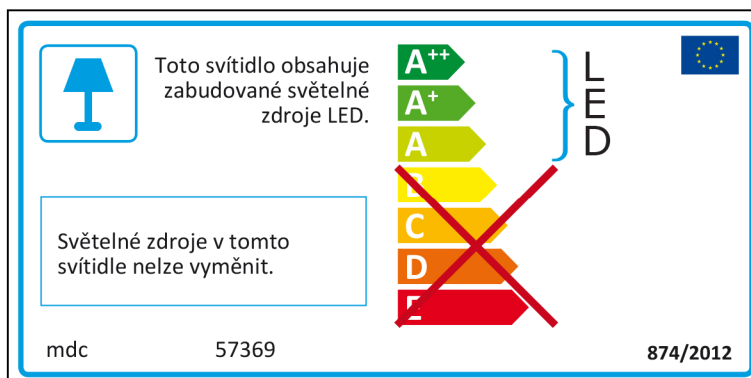 Toto svítidlo obsahuje
zabudované světelné
zdroje LED.
A++
A+
A
B
C
D
E
L
E
D
Světelné zdroje v tomto
svítidle nelze vyměnit.
mdc 57369
874/2012